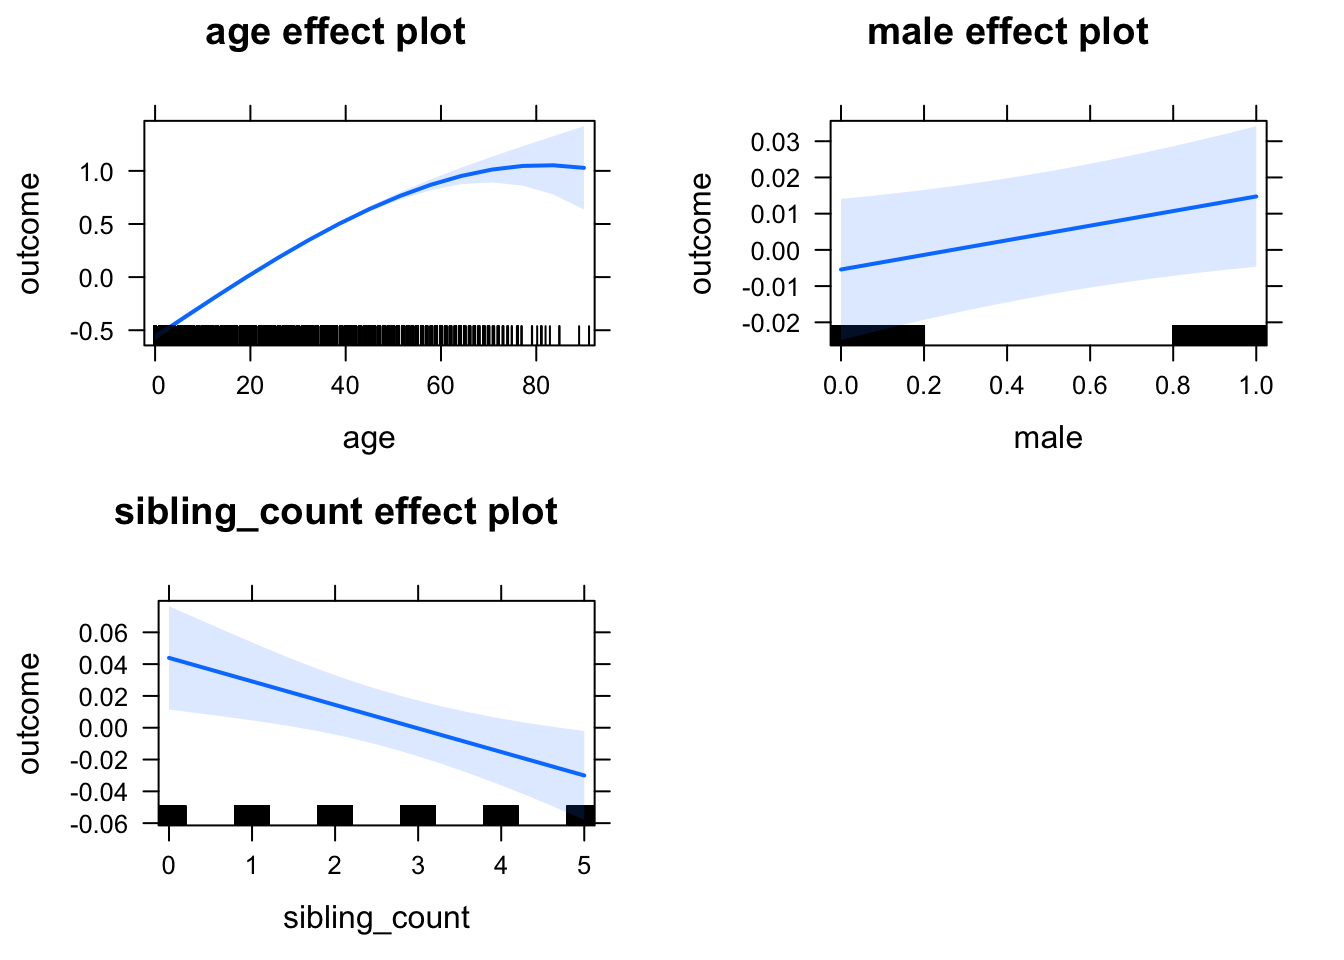 age effect plot
outcome
1.0
0.5
0.0
-0.5
0 20 40 60 80
age
male effect plot
outcome
0.03
0.02
0.01
0.00
-0.01
-0.02
0.0 0.2 0.4 0.6 0.8 1.0
male
sibling_count effect plot
outcome
0.06
0.04
0.02
0.00
-0.02
-0.04
-0.06
0 1 2 3 4 5
sibling_count